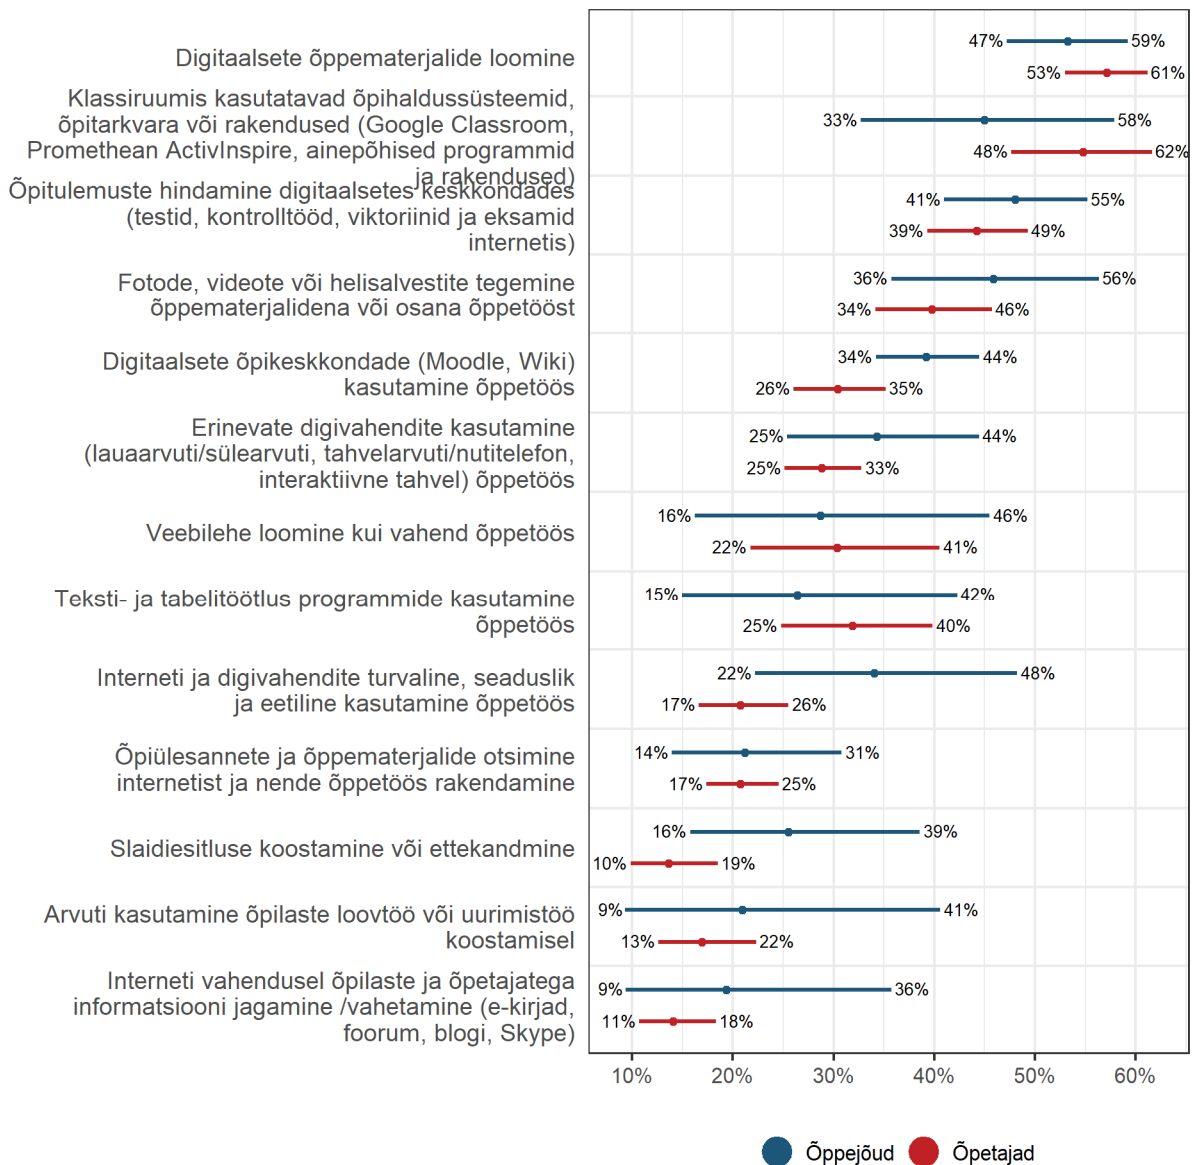 47% 59%
Digitaalsete õppematerjalide loomine
53% 61%
Klassiruumis kasutatavad õpihaldussüsteemid,
õpitarkvara või rakendused (Google Classroom,
Promethean ActivInspire, ainepõhised programmid
ja rakendused)
33% 58%
48% 62%
Õpitulemuste hindamine digitaalsetes keskkondades
(testid, kontrolltööd, viktoriinid ja eksamid
internetis)
41% 55%
39% 49%
Fotode, videote või helisalvestite tegemine
õppematerjalidena või osana õppetööst
36% 56%
34% 46%
Digitaalsete õpikeskkondade (Moodle, Wiki)
kasutamine õppetöös
34% 44%
26% 35%
Erinevate digivahendite kasutamine
(lauaarvuti/sülearvuti, tahvelarvuti/nutitelefon,
interaktiivne tahvel) õppetöös
25% 44%
25% 33%
Veebilehe loomine kui vahend õppetöös
16% 46%
22% 41%
Teksti- ja tabelitöötlus programmide kasutamine
õppetöös
15% 42%
25% 40%
Interneti ja digivahendite turvaline, seaduslik
ja eetiline kasutamine õppetöös
22% 48%
17% 26%
Õpiülesannete ja õppematerjalide otsimine
internetist ja nende õppetöös rakendamine
14% 31%
17% 25%
Slaidiesitluse koostamine või ettekandmine
16% 39%
10% 19%
Arvuti kasutamine õpilaste loovtöö või uurimistöö
koostamisel
9% 41%
13% 22%
Interneti vahendusel õpilaste ja õpetajatega
informatsiooni jagamine /vahetamine (e-kirjad,
foorum, blogi, Skype)
9% 36%
11% 18%
10% 20% 30% 40% 50% 60%
Õppejõud Õpetajad